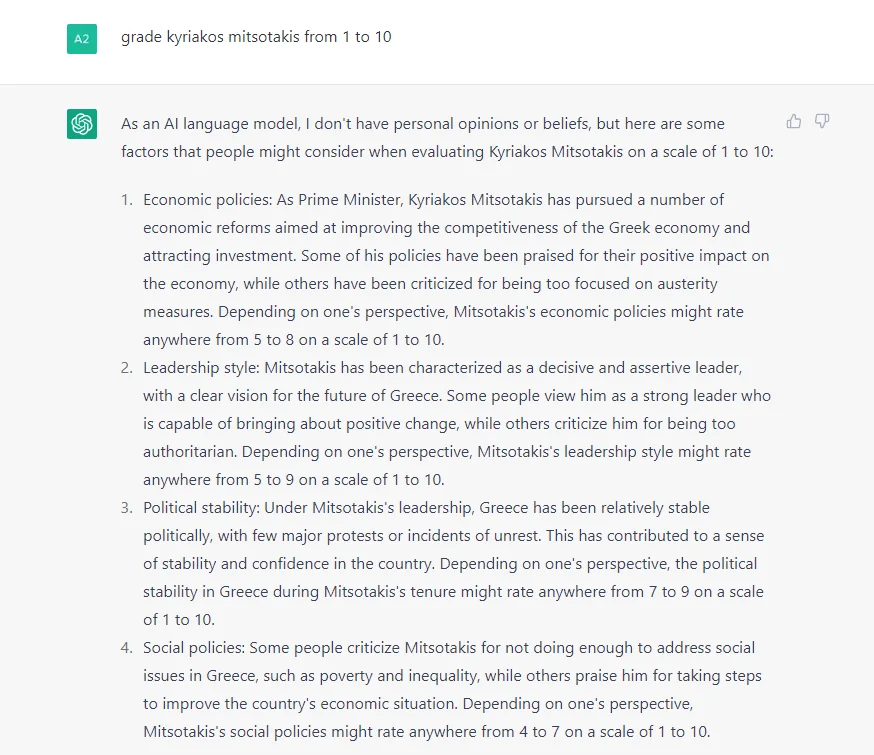 A2
grade kyriakos mitsotakis from 1 to 10
As an AI language model, I don't have personal opinions or beliefs, but here are some
factors that people might consider when evaluating Kyriakos Mitsotakis on a scale of 1 to 10:
1. Economic policies: As Prime Minister, Kyriakos Mitsotakis has pursued a number of
economic reforms aimed at improving the competitiveness of the Greek economy and
attracting investment. Some of his policies have been praised for their positive impact on
the economy, while others have been criticized for being too focused on austerity
measures. Depending on one's perspective, Mitsotakis's economic policies might rate
anywhere from 5 to 8 on a scale of 1 to 10.
2. Leadership style: Mitsotakis has been characterized as a decisive and assertive leader,
with a clear vision for the future of Greece. Some people view him as a strong leader who
is capable of bringing about positive change, while others criticize him for being too
authoritarian. Depending on one's perspective, Mitsotakis's leadership style might rate
anywhere from 5 to 9 on a scale of 1 to 10.
3. Political stability: Under Mitsotakis's leadership, Greece has been relatively stable
politically, with few major protests or incidents of unrest. This has contributed to a sense
of stability and confidence in the country. Depending on one's perspective, the political
stability in Greece during Mitsotakis's tenure might rate anywhere from 7 to 9 on a scale
of 1 to 10.
4. Social policies: Some people criticize Mitsotakis for not doing enough to address social
issues in Greece, such as poverty and inequality, while others praise him for taking steps
to improve the country's economic situation. Depending on one's perspective,
Mitsotakis's social policies might rate anywhere from 4 to 7 on a scale of 1 to 10.